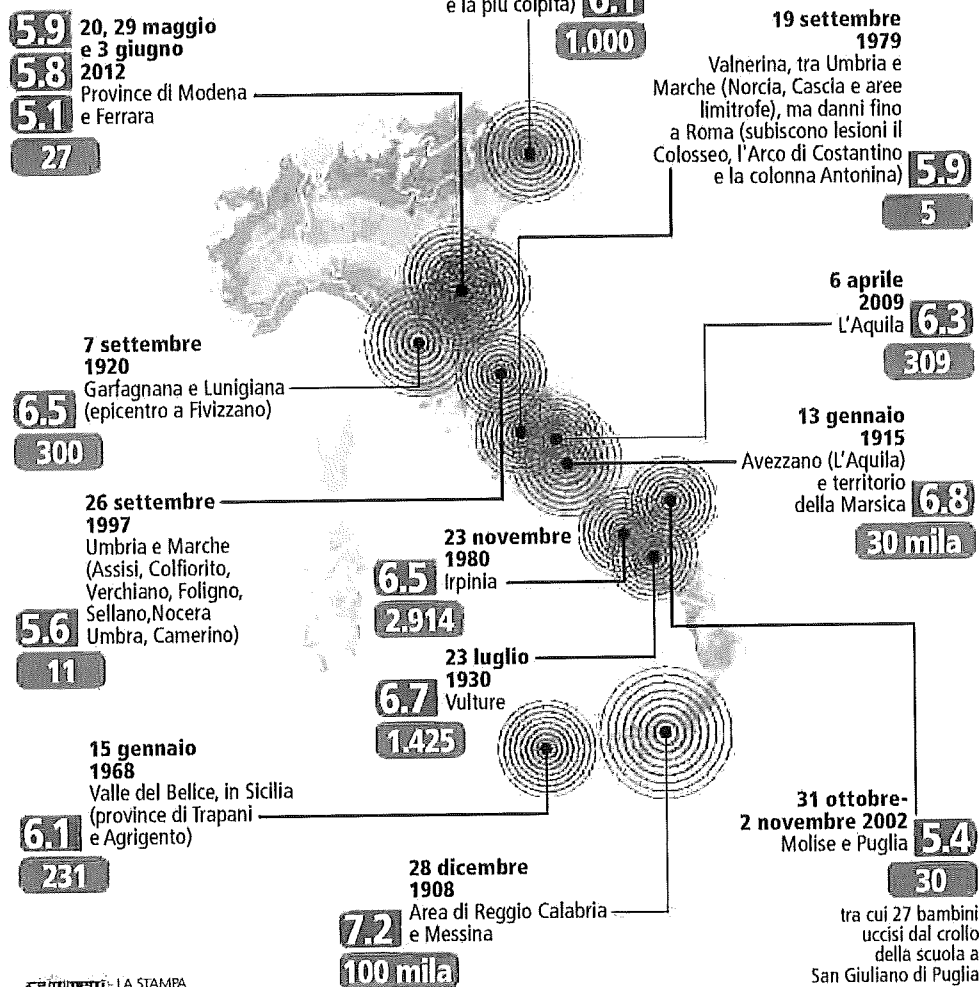 e la più colpita)
6.1
1.000
5.9
5.8
5.1
20, 29 maggio
e 3 giugno
2012
Province di Modena
e Ferrara
27
19 settembre
1979
Valnerina, tra Umbria e
Marche (Norcia, Cascia e aree
limitrofe), ma danni fino
a Roma (subiscono lesioni il
Colosseo, l'Arco di Costantino
e la colonna Antonina)
5.9
5
6 aprile
2009
L'Aquila
6.3
309
7 settembre
1920
Garfagnana e Lunigiana
(epicentro a Fivizzano)
6.5
300
13 gennaio
1915
Avezzano (L'Aquila)
e territorio
della Marsica
6.8
30 mila
26 settembre
1997
Umbria e Marche
(Assisi, Colfiorito,
Verchiano, Foligno,
Sellano,Nocera
Umbra, Camerino)
5.6
11
23 novembre
1980
Irpinia
6.5
2.914
23 luglio
1930
Vulture
6.7
1.425
15 gennaio
1968
Valle del Belice, in Sicilia
(province di Trapani
e Agrigento)
6.1
231
28 dicembre
1908
Area di Reggio Calabria
e Messina
7.2
100 mila
31 ottobre-
2 novembre 2002
Molise e Puglia
5.4
30
tra cui 27 bambini
uccisi dal crollo
della scuola a
San Giuliano di Puglia
- LA STAMPA